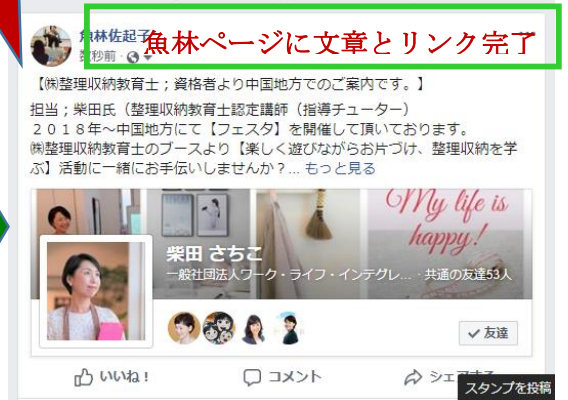 魚林佐起子
魚林ページに文章とリンク完了
数秒前
【㈱整理収納教育士；資格者より中国地方でのご案内です。】
担当；柴田氏（整理収納教育士認定講師（指導チューター）
２０１８年～中国地方にて【フェスタ】を開催して頂いております。
㈱整理収納教育士のブースより【楽しく遊びながらお片づけ、整理収納を学
ぶ】活動に一緒にお手伝いしませんか？... もっと見る
My life is
happy!
柴田 さちこ
一般社団法人ワーク・ライフ・インテグレ... · 共通の友達53人
✓ 友達
いいね！ コメント シェアする
スタンプを投稿